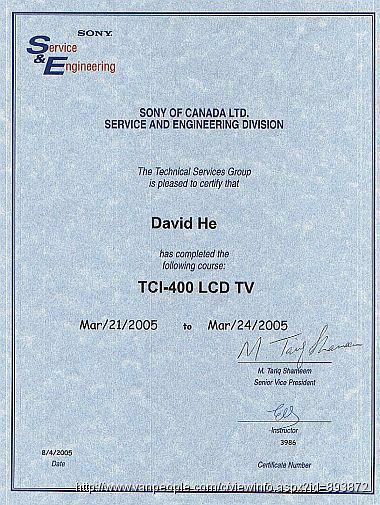 SONY
Service
& Engineering
SONY OF CANADA LTD.
SERVICE AND ENGINEERING DIVISION
The Technical Services Group
is pleased to certify that
David He
has completed the
following course:
TCI-400 LCD TV
Mar/21/2005 to Mar/24/2005
M. Tariq Shameem
M. Tariq Shameem
Senior Vice President
Instructor
3986
8/4/2005
Date
Certificate Number
http://www.vanpeople.com/c/viewinfo.aspx?id=893872